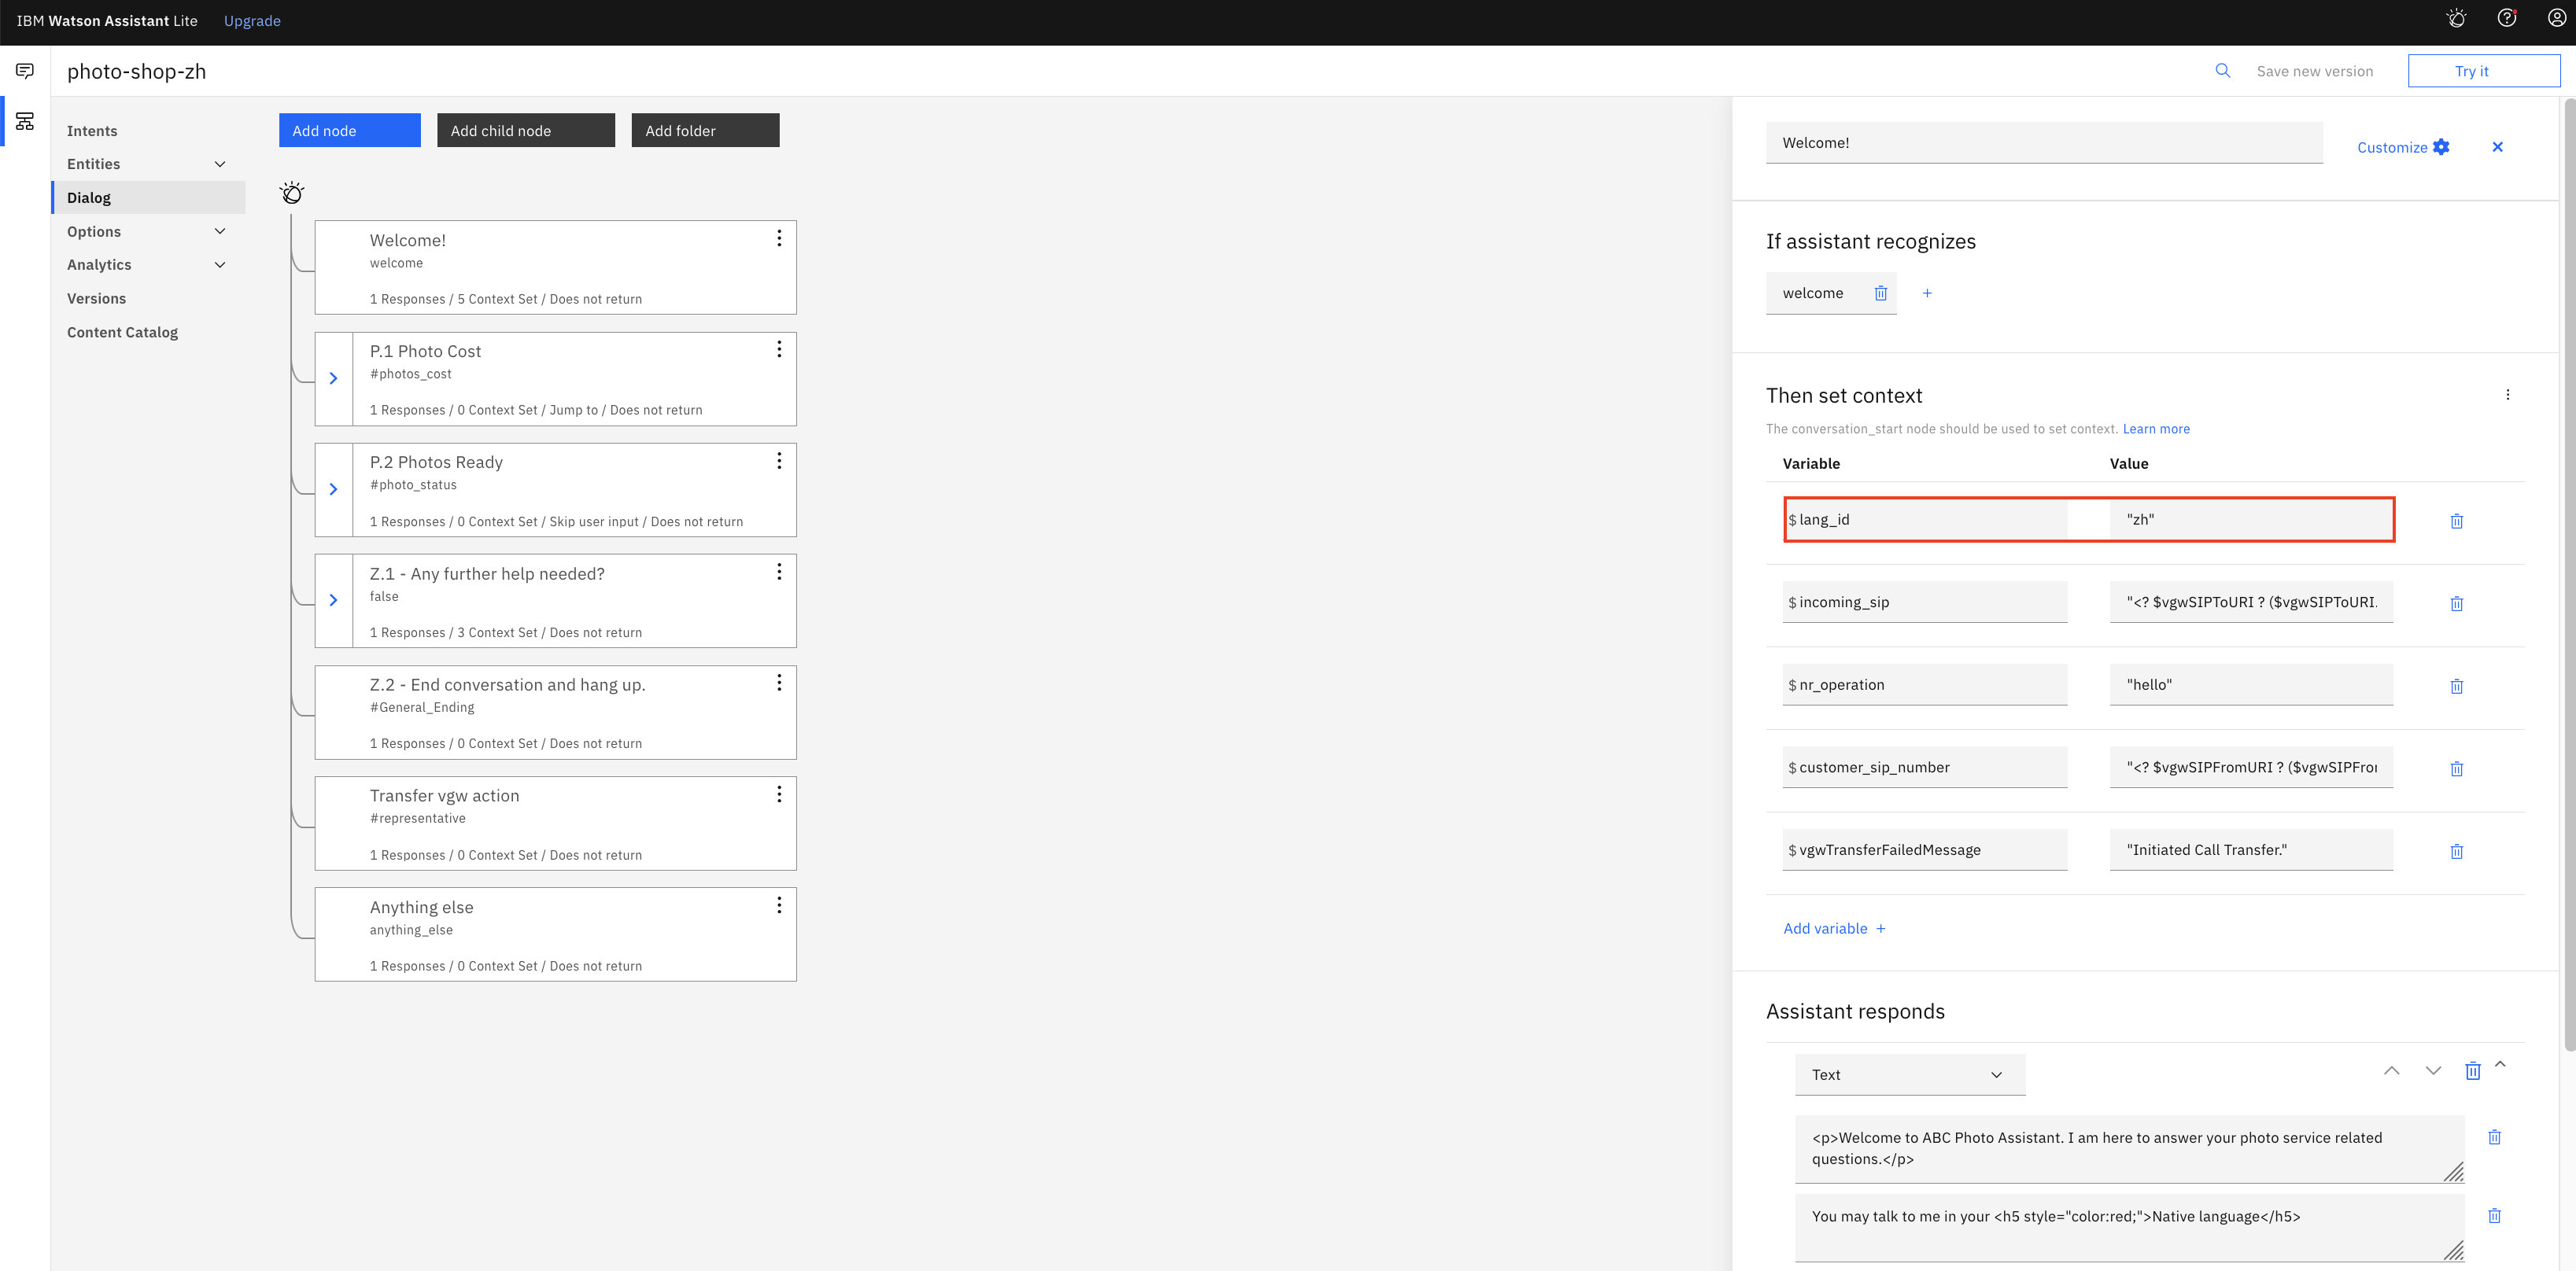 IBM Watson Assistant Lite Upgrade
photo-shop-zh
Save new version
Try it
Intents
Entities
Dialog
Options
Analytics
Versions
Content Catalog
Add node
Add child node
Add folder
Welcome!
welcome
1 Responses / 5 Context Set / Does not return
P.1 Photo Cost
#photos_cost
1 Responses / 0 Context Set / Jump to / Does not return
P.2 Photos Ready
#photo_status
1 Responses / 0 Context Set / Skip user input / Does not return
Z.1 - Any further help needed?
false
1 Responses / 3 Context Set / Does not return
Z.2 - End conversation and hang up.
#General_Ending
1 Responses / 0 Context Set / Does not return
Transfer vgw action
#representative
1 Responses / 0 Context Set / Does not return
Anything else
anything_else
1 Responses / 0 Context Set / Does not return
Welcome!
Customize
If assistant recognizes
welcome
Then set context
The conversation_start node should be used to set context. Learn more
Variable Value
$ lang_id "zh"
$ incoming_sip "<? $vgwSIPToURI ? ($vgwSIPToURI.
$ nr_operation "hello"
$ customer_sip_number "<? $vgwSIPFromURI ? ($vgwSIPFror
$ vgwTransferFailedMessage "Initiated Call Transfer."
Add variable +
Assistant responds
Text
<p>Welcome to ABC Photo Assistant. I am here to answer your photo service related
questions.</p>
You may talk to me in your <h5 style="color:red;">Native language</h5>